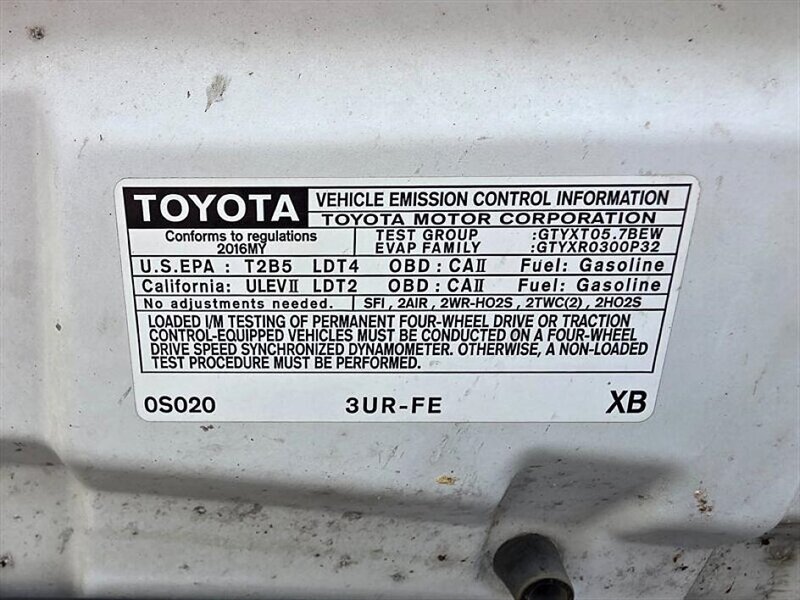 TOYOTA VEHICLE EMISSION CONTROL INFORMATION
TOYOTA MOTOR CORPORATION
Conforms to regulations
2016MY
TEST GROUP :GTYXT05.7BEW
EVAP FAMILY :GTYXR0300P32
U.S.EPA : T2B5 LDT4 OBD : CAII Fuel: Gasoline
California: ULEVII LDT2 OBD : CAII Fuel: Gasoline
No adjustments needed. SFI , 2AIR , 2WR-HO2S , 2TWC(2) , 2HO2S
LOADED I/M TESTING OF PERMANENT FOUR-WHEEL DRIVE OR TRACTION
CONTROL-EQUIPPED VEHICLES MUST BE CONDUCTED ON A FOUR-WHEEL
DRIVE SPEED SYNCHRONIZED DYNAMOMETER. OTHERWISE, A NON-LOADED
TEST PROCEDURE MUST BE PERFORMED.
0S020 3UR-FE XB